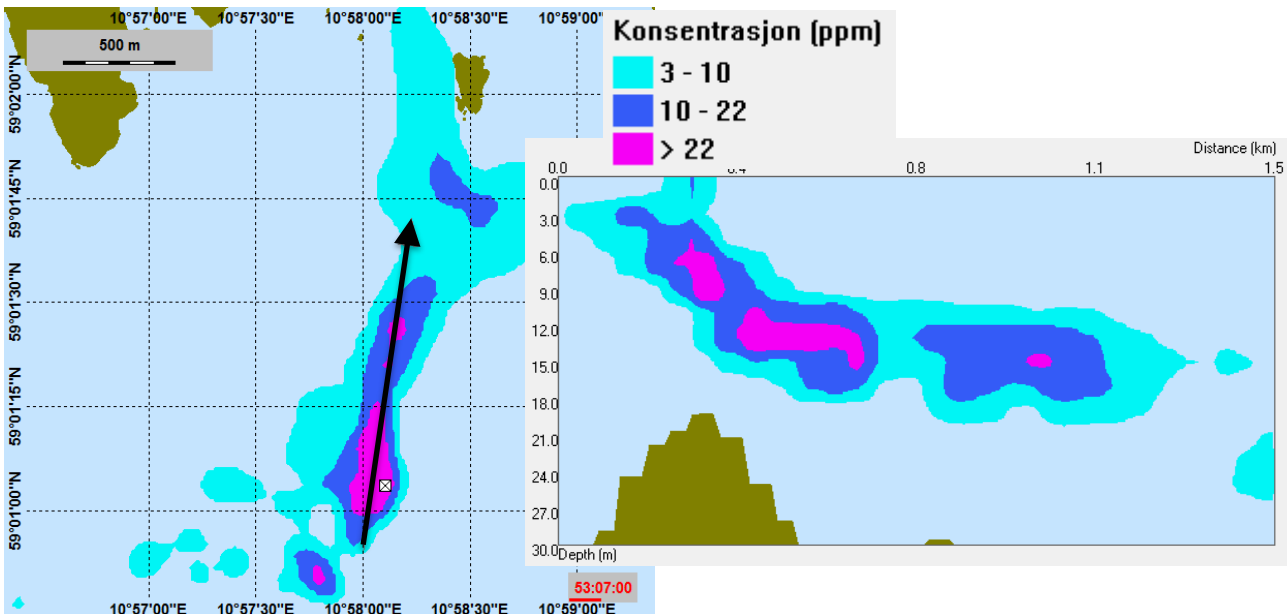 10°57'00"E 10°57'30"E 10°58'00"E 10°58'30"E 10°59'00"E
500 m
59°02'00"N
59°01'45"N
59°01'30"N
59°01'15"N
59°01'00"N
10°57'00"E 10°57'30"E 10°58'00"E 10°58'30"E 10°59'00"E
53:07:00
Konsentrasjon (ppm)
3 - 10
10 - 22
> 22
Distance (km)
0.0 0.4 0.8 1.1 1.5
0.0
3.0
6.0
9.0
12.0
15.0
18.0
21.0
24.0
27.0
30.0
Depth (m)